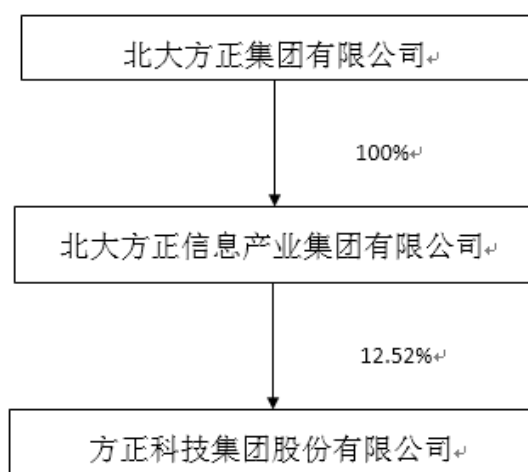 北大方正集团有限公司
100%
北大方正信息产业集团有限公司
12.52%
方正科技集团股份有限公司